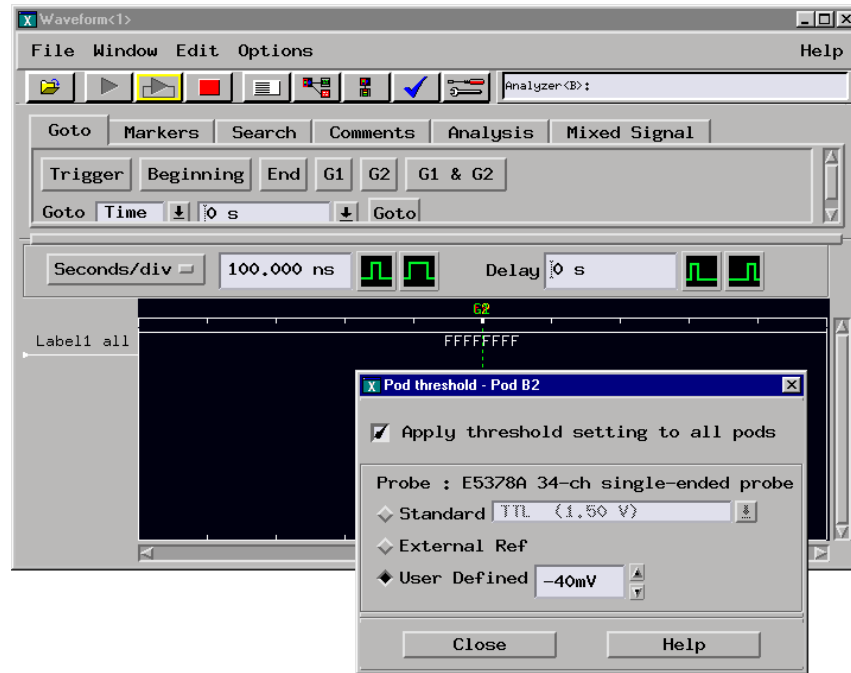 Waveform<1>
File Window Edit Options Help
Analyzer<B>:
Goto Markers Search Comments Analysis Mixed Signal
Trigger Beginning End G1 G2 G1 & G2
Goto Time 0 s Goto
Seconds/div 100.000 ns Delay 0 s
G2
Label1 all FFFFFFFF
Pod threshold - Pod B2
Apply threshold setting to all pods
Probe : E5378A 34-ch single-ended probe
Standard TTL (1.50 V)
External Ref
User Defined -40mV
Close Help